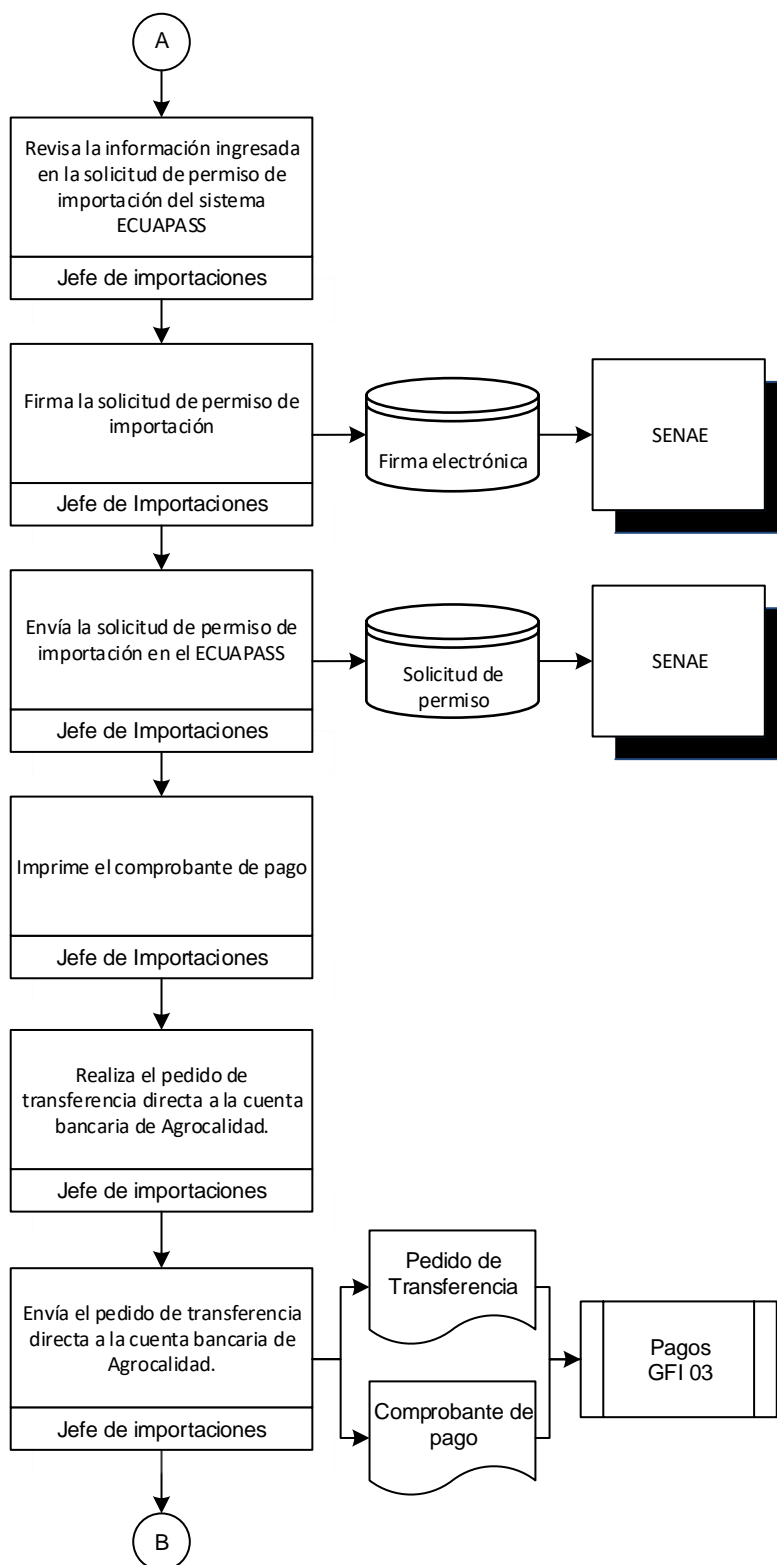 A
Revisa la información ingresada
en la solicitud de permiso de
importación del sistema
ECUAPASS
Jefe de importaciones
Firma la solicitud de permiso de
importación
Jefe de Importaciones
Firma electrónica
SENAE
Envía la solicitud de permiso de
importación en el ECUAPASS
Jefe de Importaciones
Solicitud de
permiso
SENAE
Imprime el comprobante de pago
Jefe de Importaciones
Realiza el pedido de
transferencia directa a la cuenta
bancaria de Agrocalidad.
Jefe de importaciones
Envía el pedido de transferencia
directa a la cuenta bancaria de
Agrocalidad.
Jefe de importaciones
Pedido de
Transferencia
Comprobante de
pago
Pagos
GFI 03
B